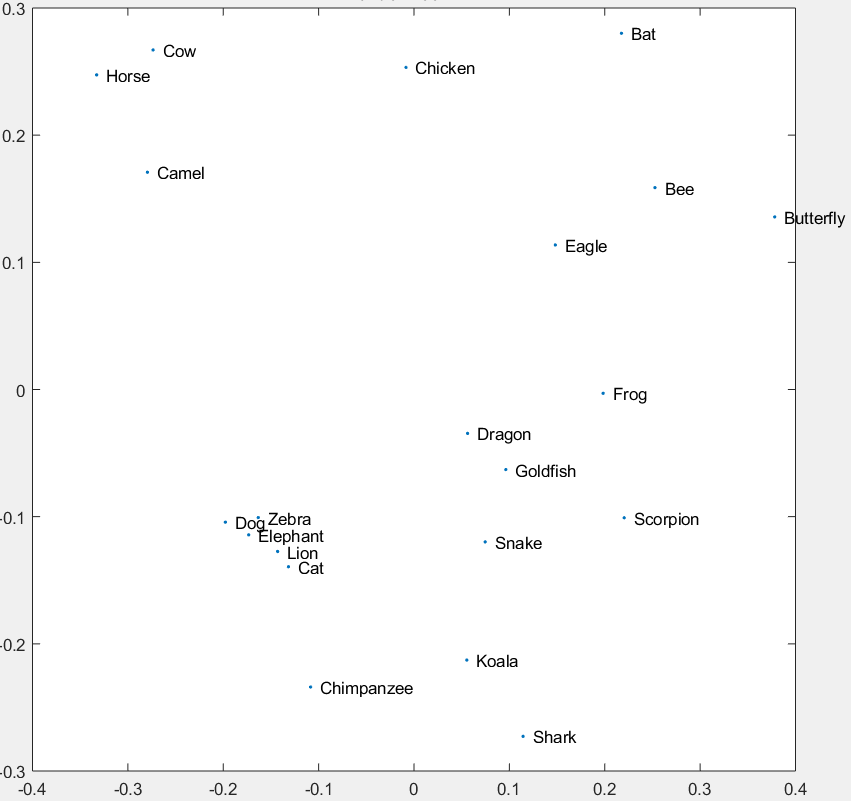 0.3
Bat
Cow
Chicken
Horse
0.2
Camel
Bee
Butterfly
Eagle
0.1
0
Frog
Dragon
Goldfish
-0.1
Zebra
Scorpion
Dog
Elephant
Snake
Lion
Cat
-0.2
Koala
Chimpanzee
Shark
-0.3
-0.4 -0.3 -0.2 -0.1 0 0.1 0.2 0.3 0.4